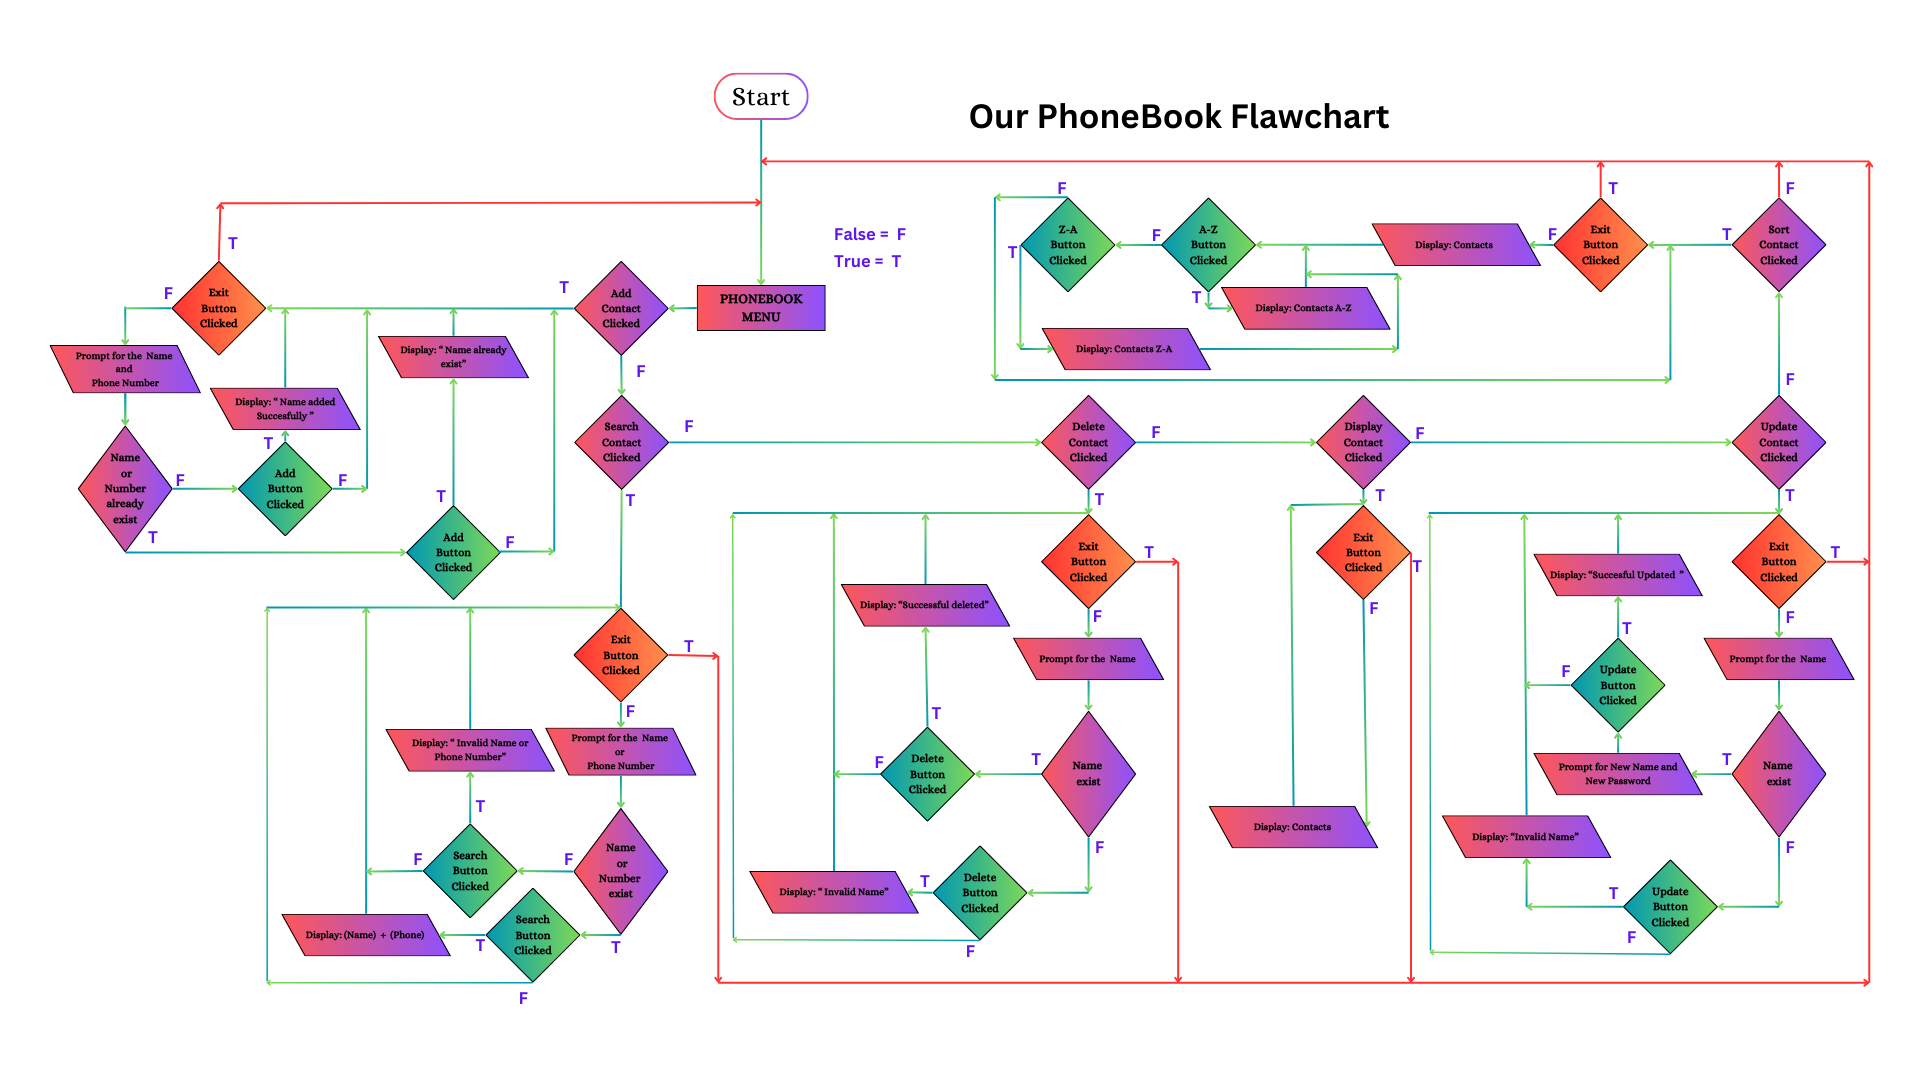 Start
Our PhoneBook Flawchart
False = F
True = T
PHONEBOOK
MENU
Add
Contact
Clicked
T
F
Exit
Button
Clicked
T
F
Prompt for the Name
and
Phone Number
Name
or
Number
already
exist
F
T
Add
Button
Clicked
T
F
Display: “ Name added
Succesfully ”
Add
Button
Clicked
T
F
Display: “ Name already
exist”
Search
Contact
Clicked
F
T
Exit
Button
Clicked
T
F
Prompt for the Name
or
Phone Number
Name
or
Number
exist
F
T
Search
Button
Clicked
T
F
Display: “ Invalid Name or
Phone Number”
Search
Button
Clicked
T
F
Display: (Name) + (Phone)
Delete
Contact
Clicked
F
T
Exit
Button
Clicked
T
F
Prompt for the Name
Name
exist
T
F
Delete
Button
Clicked
T
F
Display: “Successful deleted”
Delete
Button
Clicked
T
F
Display: “ Invalid Name”
Display
Contact
Clicked
F
T
Exit
Button
Clicked
T
F
Display: Contacts
Update
Contact
Clicked
F
T
Exit
Button
Clicked
T
F
Prompt for the Name
Name
exist
T
F
Prompt for New Name and
New Password
Update
Button
Clicked
T
F
Display: “Succesful Updated ”
Update
Button
Clicked
T
F
Display: “Invalid Name”
Sort
Contact
Clicked
F
T
Exit
Button
Clicked
T
F
Display: Contacts
A-Z
Button
Clicked
F
T
Display: Contacts A-Z
Z-A
Button
Clicked
F
T
Display: Contacts Z-A